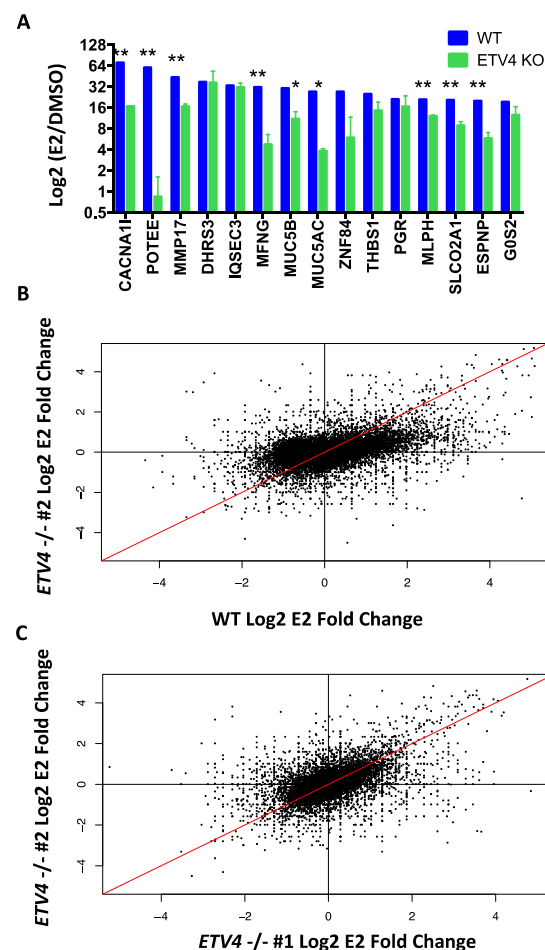 A
WT
ETV4 KO
Log2 (E2/DMSO)
128
64
32
16
8
4
2
1
0.5
** ** ** ** * * ** ** **
CACNA1I
POTEE
MMP17
DHRS3
IQSEC3
MFNG
MUC5B
MUC5AC
ZNF84
THBS1
PGR
MLPH
SLCO2A1
ESPNP
G0S2
B
ETV4 -/- #2 Log2 E2 Fold Change
4
2
0
−2
−4
−4 −2 0 2 4
WT Log2 E2 Fold Change
C
ETV4 -/- #2 Log2 E2 Fold Change
4
2
0
−2
−4
−4 −2 0 2 4
ETV4 -/- #1 Log2 E2 Fold Change